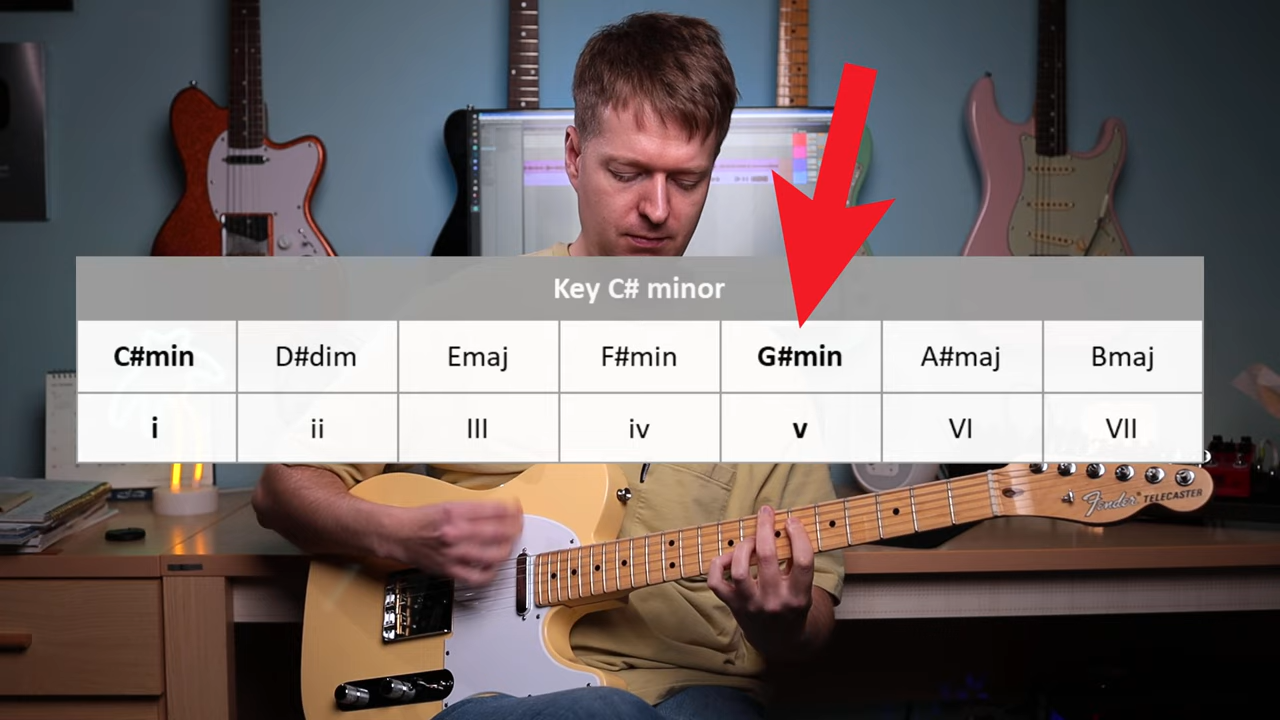 Key C# minor
C#min D#dim Emaj F#min G#min A#maj Bmaj
i ii III iv v VI VII
Fender TELECASTER